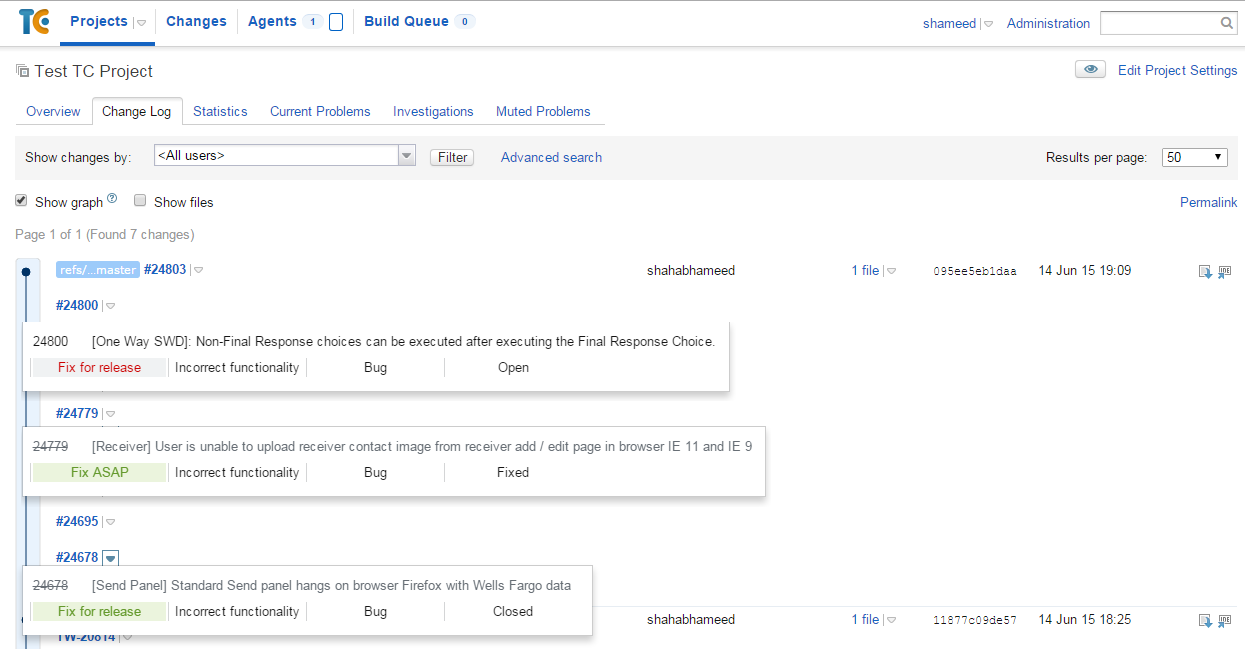 TC Projects Changes Agents 1 Build Queue 0 shameed Administration
Test TC Project Edit Project Settings
Overview Change Log Statistics Current Problems Investigations Muted Problems
Show changes by: <All users> Filter Advanced search Results per page: 50
Show graph ? Show files Permalink
Page 1 of 1 (Found 7 changes)
refs/...master #24803 shahabhameed 1 file 095ee5eb1daa 14 Jun 15 19:09
#24800
24800 [One Way SWD]: Non-Final Response choices can be executed after executing the Final Response Choice.
Fix for release Incorrect functionality Bug Open
#24779
24779 [Receiver] User is unable to upload receiver contact image from receiver add / edit page in browser IE 11 and IE 9
Fix ASAP Incorrect functionality Bug Fixed
#24695
#24678
24678 [Send Panel] Standard Send panel hangs on browser Firefox with Wells Fargo data
Fix for release Incorrect functionality Bug Closed
shahabhameed 1 file 11877c09de57 14 Jun 15 18:25
TW-20814